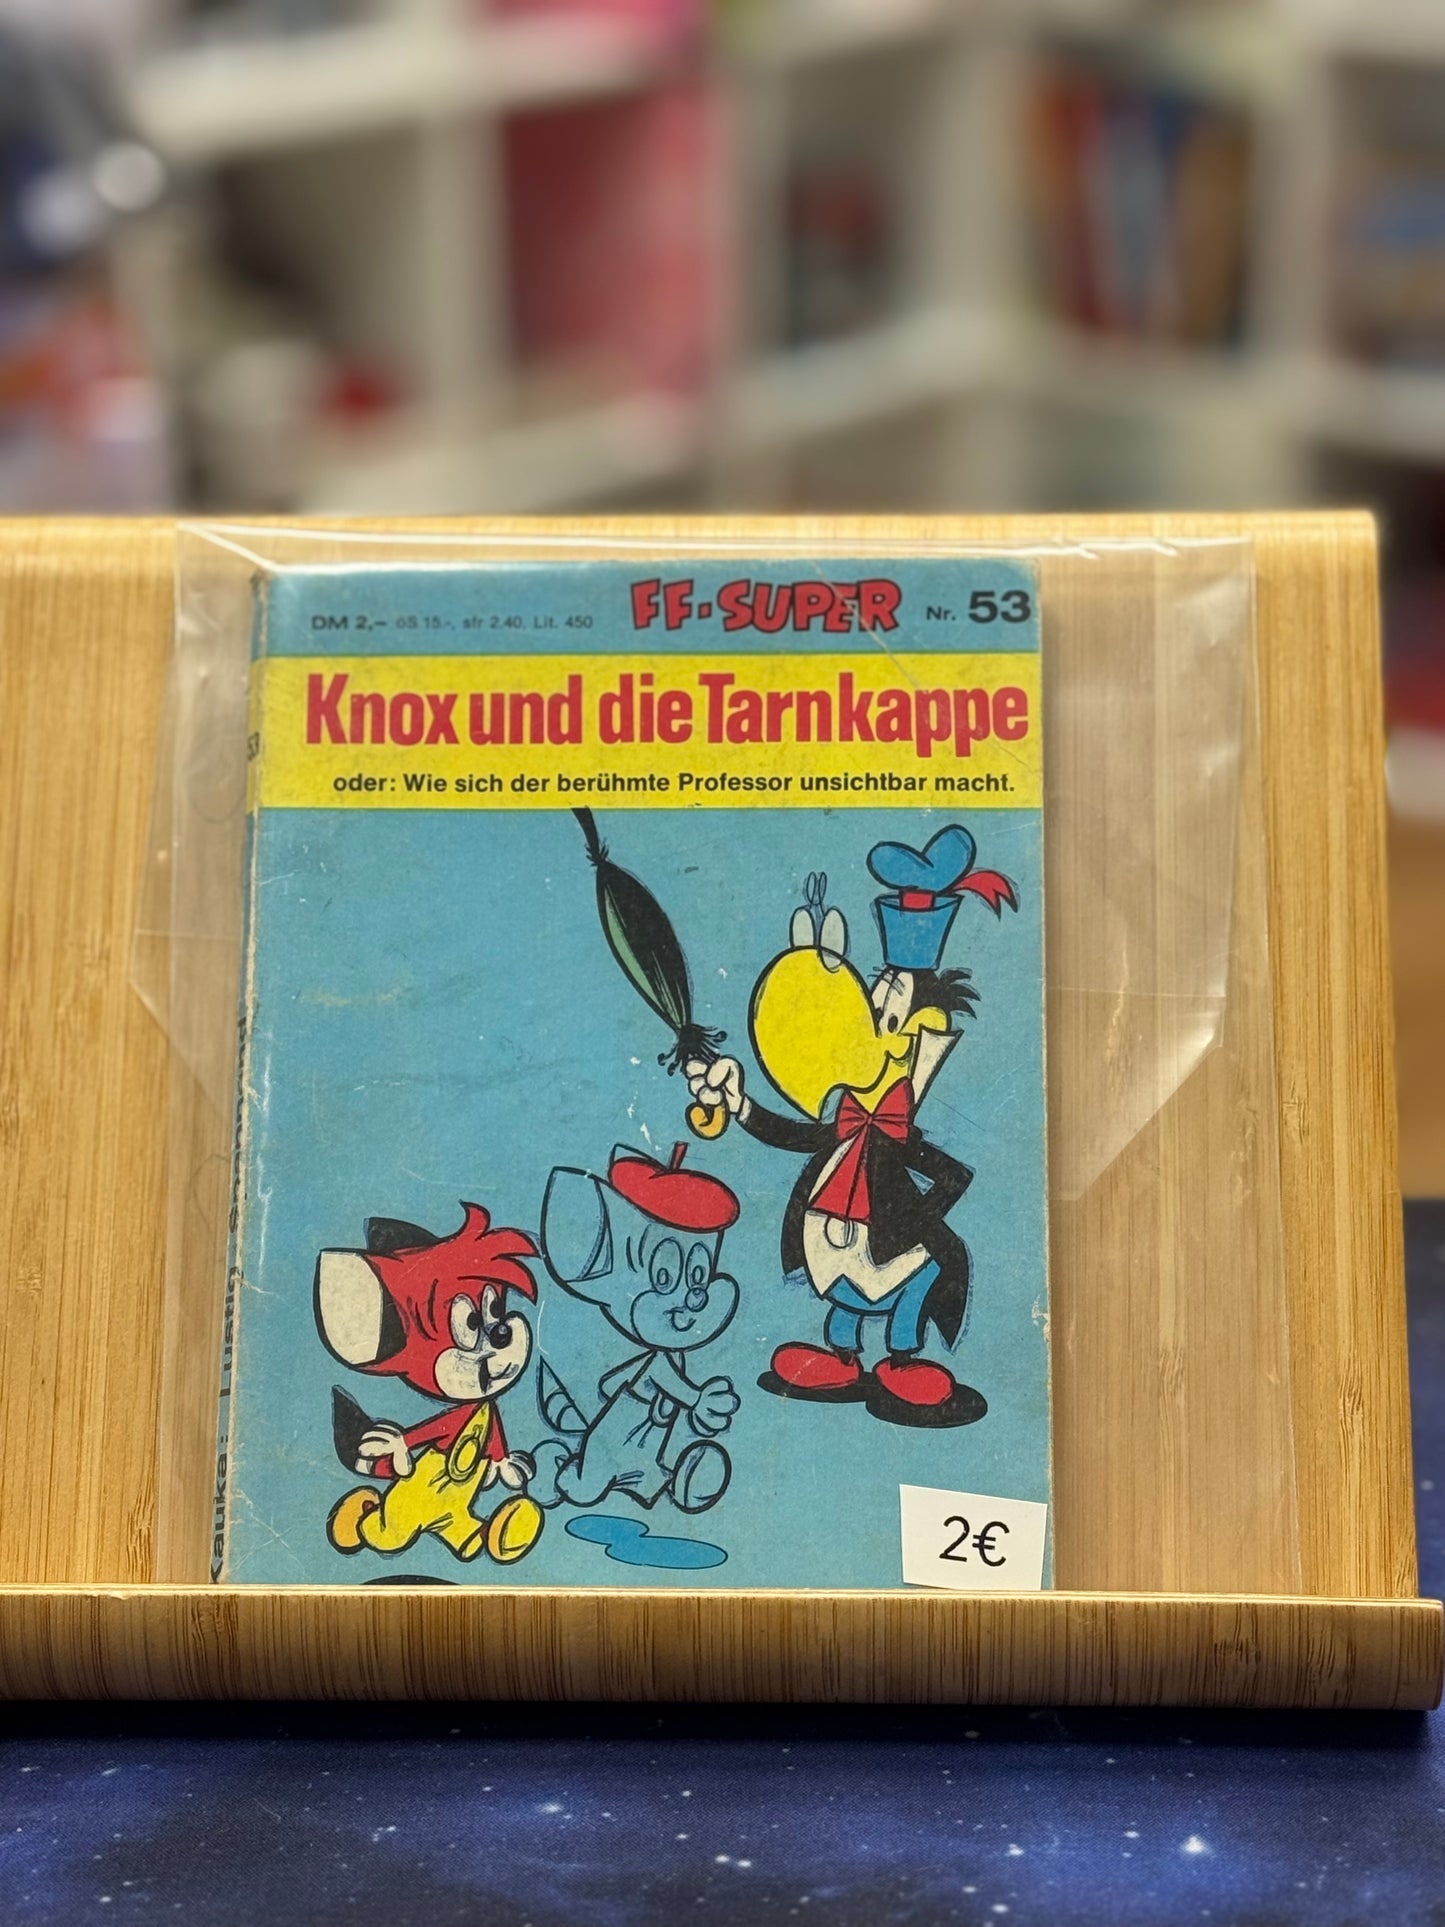 DM 2,– öS 15.-, sfr 2.40, Lit. 450 FF-SUPER Nr. 53
Knox und die Tarnkappe
oder: Wie sich der berühmte Professor unsichtbar macht.
53
2€